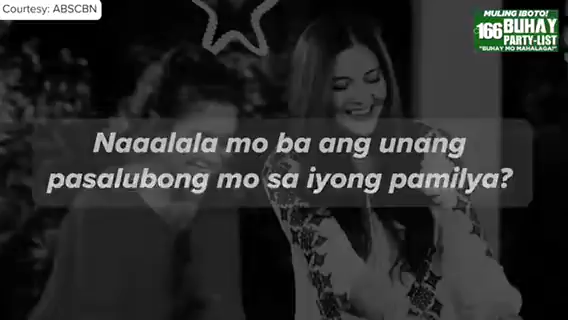 Courtesy: ABSCBN
MULING IBOTO!
166 BUHAY
PARTY-LIST
"BUHAY MO MAHALAGA!"
Naaalala mo ba ang unang
pasalubong mo sa iyong pamilya?